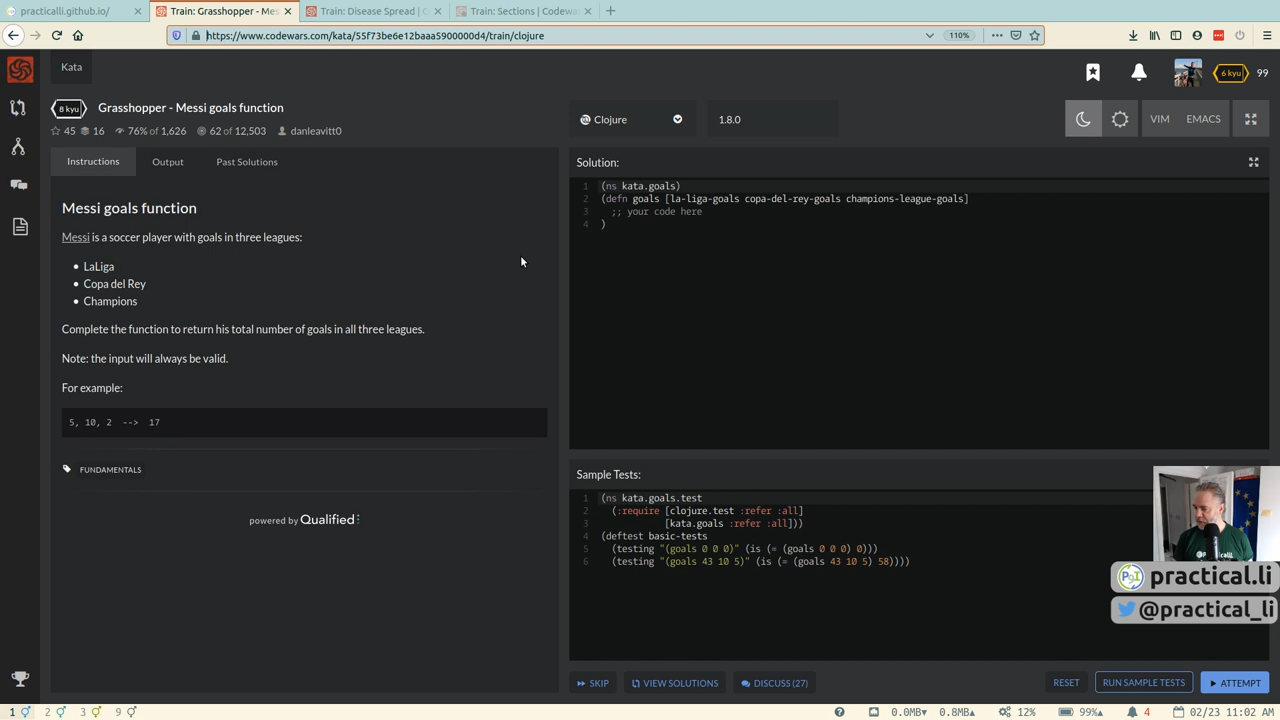 practicalli.github.io/
Train: Grasshopper - Mes
Train: Disease Spread | C
Train: Sections | Codewa
https://www.codewars.com/kata/55f73be6e12baaa5900000d4/train/clojure
110%
Kata
6 kyu
99
8 kyu
Grasshopper - Messi goals function
45
16
76% of 1,626
62 of 12,503
danleavitt0
Clojure
1.8.0
VIM
EMACS
Instructions
Output
Past Solutions
Messi goals function
Messi is a soccer player with goals in three leagues:
LaLiga
Copa del Rey
Champions
Complete the function to return his total number of goals in all three leagues.
Note: the input will always be valid.
For example:
5, 10, 2 --> 17
FUNDAMENTALS
powered by Qualified
Solution:
1 (ns kata.goals)
2 (defn goals [la-liga-goals copa-del-rey-goals champions-league-goals]
3 ;; your code here
4 )
Sample Tests:
1 (ns kata.goals.test
2 (:require [clojure.test :refer :all]
3 [kata.goals :refer :all]))
4 (deftest basic-tests
5 (testing "(goals 0 0 0)" (is (= (goals 0 0 0) 0)))
6 (testing "(goals 43 10 5)" (is (= (goals 43 10 5) 58))))
practical.li
@practical_li
SKIP
VIEW SOLUTIONS
DISCUSS (27)
RESET
RUN SAMPLE TESTS
ATTEMPT
1
2
3
9
0.0MB
0.8MB
12%
99%
4
02/23 11:02 AM